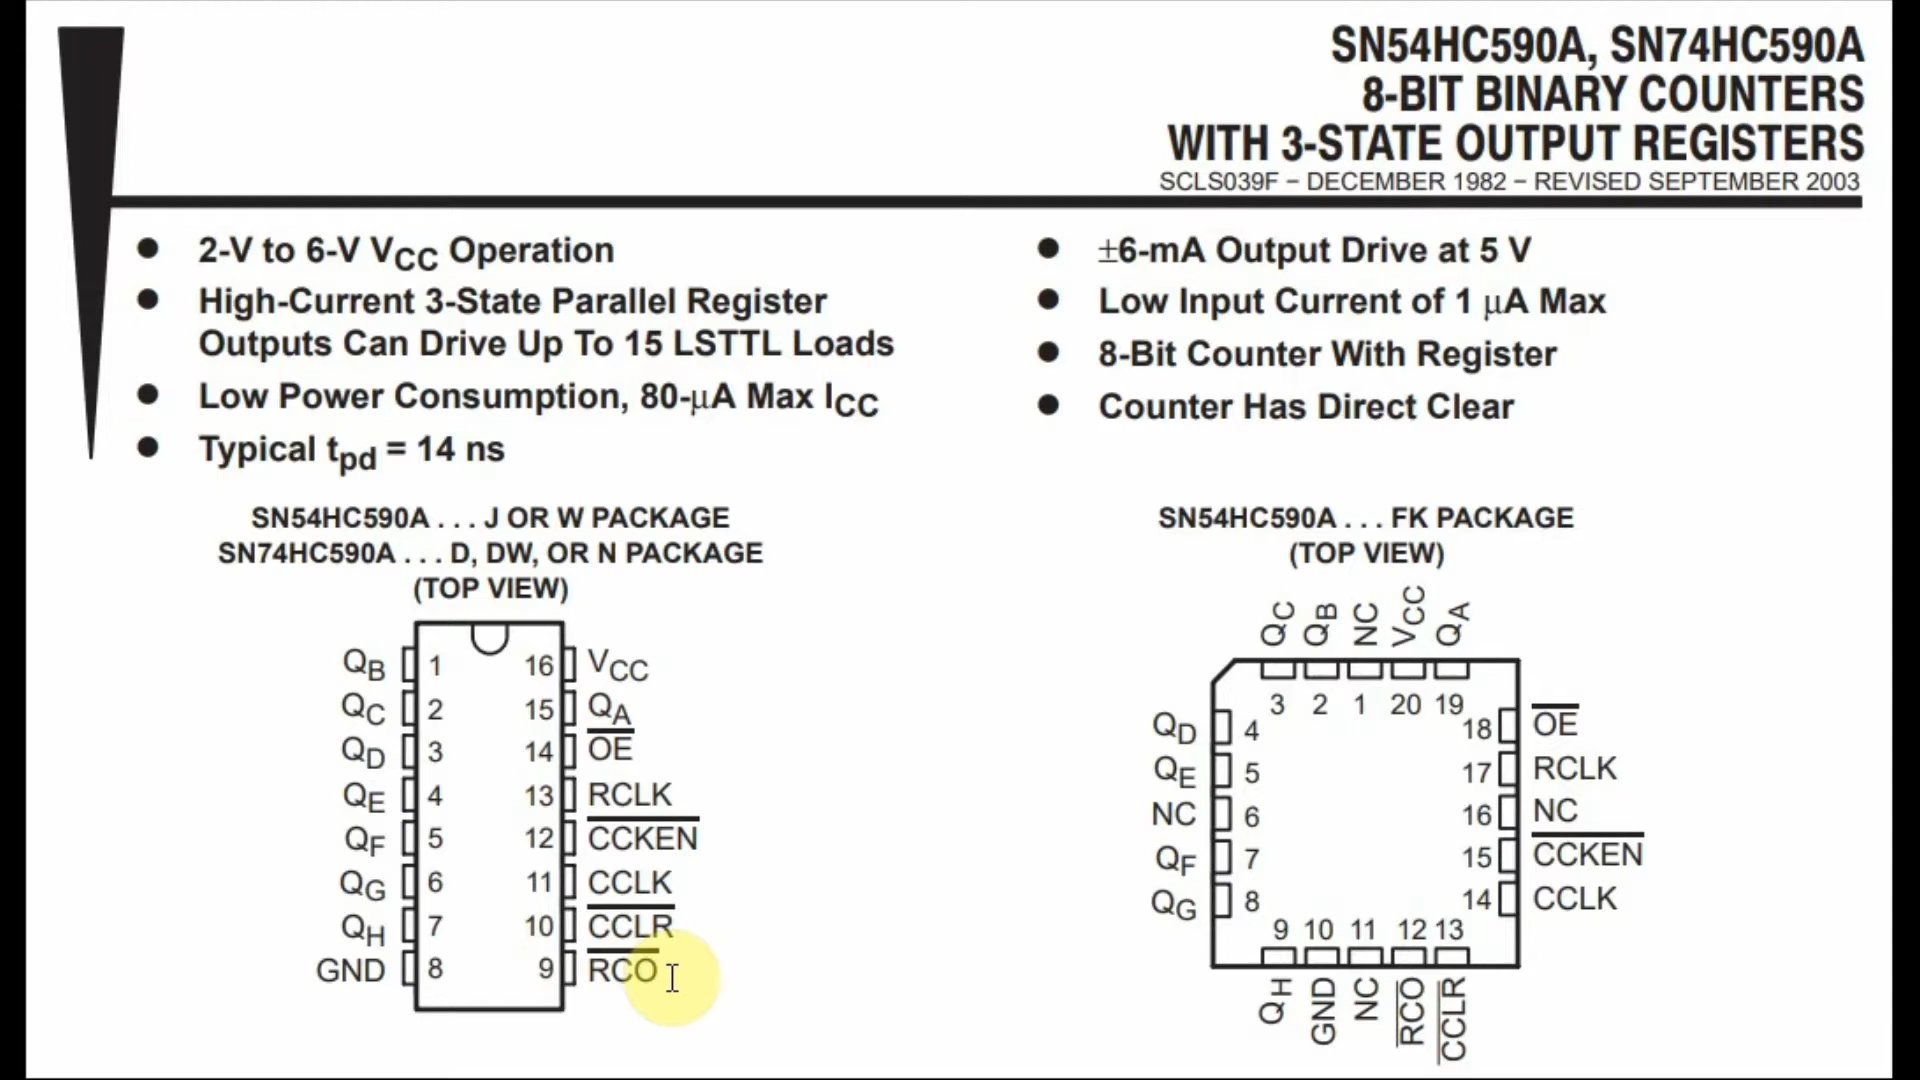 SN54HC590A, SN74HC590A
8-BIT BINARY COUNTERS
WITH 3-STATE OUTPUT REGISTERS
SCLS039F − DECEMBER 1982 − REVISED SEPTEMBER 2003
2-V to 6-V VCC Operation
High-Current 3-State Parallel Register
Outputs Can Drive Up To 15 LSTTL Loads
Low Power Consumption, 80-μA Max ICC
Typical tpd = 14 ns
±6-mA Output Drive at 5 V
Low Input Current of 1 μA Max
8-Bit Counter With Register
Counter Has Direct Clear
SN54HC590A . . . J OR W PACKAGE
SN74HC590A . . . D, DW, OR N PACKAGE
(TOP VIEW)
QB 1 16 VCC
QC 2 15 QA
QD 3 14 OE
QE 4 13 RCLK
QF 5 12 CCKEN
QG 6 11 CCLK
QH 7 10 CCLR
GND 8 9 RCO
SN54HC590A . . . FK PACKAGE
(TOP VIEW)
QC QB NC VCC QA
3 2 1 20 19
QD 4 18 OE
QE 5 17 RCLK
NC 6 16 NC
QF 7 15 CCKEN
QG 8 14 CCLK
9 10 11 12 13
QH GND NC RCO CCLR